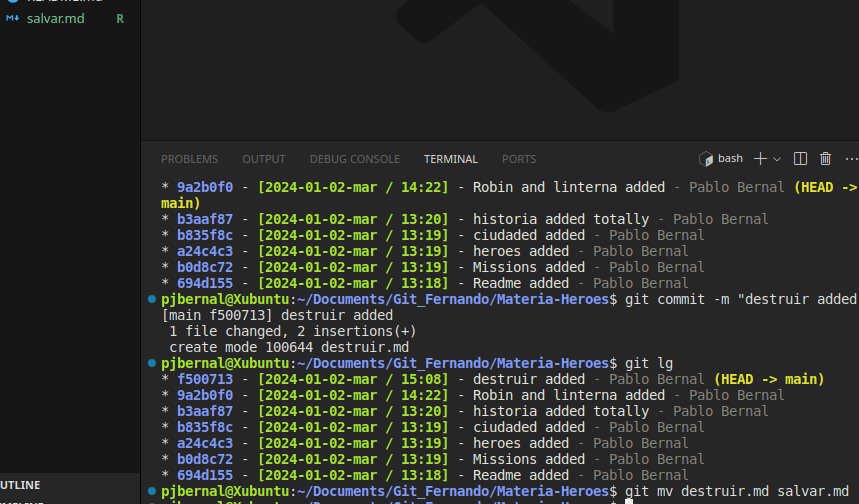 README.md
salvar.md R
PROBLEMS OUTPUT DEBUG CONSOLE TERMINAL PORTS bash
* 9a2b0f0 - [2024-01-02-mar / 14:22] - Robin and linterna added - Pablo Bernal (HEAD ->
main)
* b3aaf87 - [2024-01-02-mar / 13:20] - historia added totally - Pablo Bernal
* b835f8c - [2024-01-02-mar / 13:19] - ciudaded added - Pablo Bernal
* a24c4c3 - [2024-01-02-mar / 13:19] - heroes added - Pablo Bernal
* b0d8c72 - [2024-01-02-mar / 13:19] - Missions added - Pablo Bernal
* 694d155 - [2024-01-02-mar / 13:18] - Readme added - Pablo Bernal
pjbernal@Xubuntu:~/Documents/Git_Fernando/Materia-Heroes$ git commit -m "destruir added
[main f500713] destruir added
1 file changed, 2 insertions(+)
create mode 100644 destruir.md
pjbernal@Xubuntu:~/Documents/Git_Fernando/Materia-Heroes$ git lg
* f500713 - [2024-01-02-mar / 15:08] - destruir added - Pablo Bernal (HEAD -> main)
* 9a2b0f0 - [2024-01-02-mar / 14:22] - Robin and linterna added - Pablo Bernal
* b3aaf87 - [2024-01-02-mar / 13:20] - historia added totally - Pablo Bernal
* b835f8c - [2024-01-02-mar / 13:19] - ciudaded added - Pablo Bernal
* a24c4c3 - [2024-01-02-mar / 13:19] - heroes added - Pablo Bernal
* b0d8c72 - [2024-01-02-mar / 13:19] - Missions added - Pablo Bernal
* 694d155 - [2024-01-02-mar / 13:18] - Readme added - Pablo Bernal
UTLINE
pjbernal@Xubuntu:~/Documents/Git_Fernando/Materia-Heroes$ git mv destruir.md salvar.md